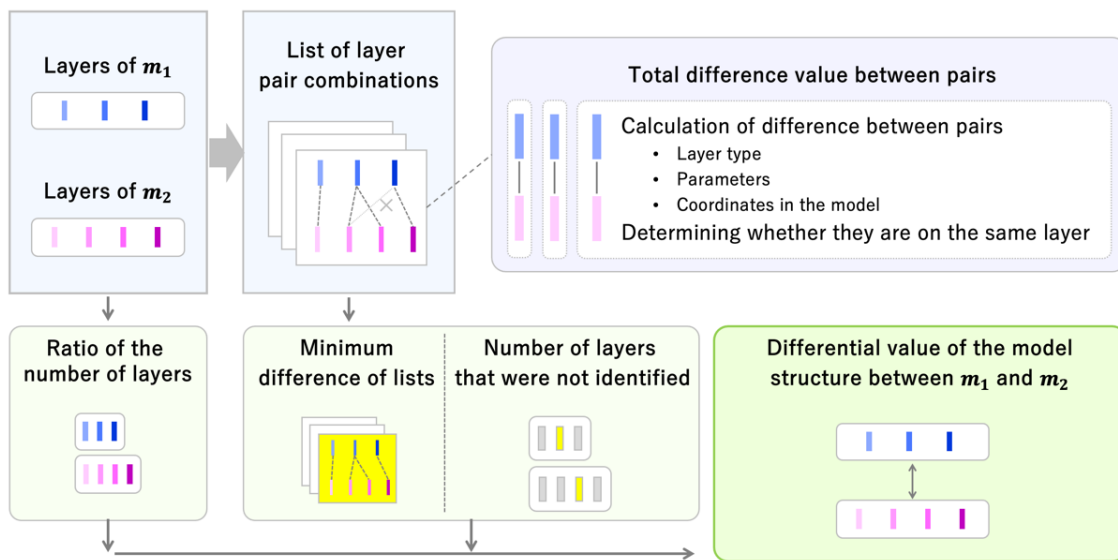 Layers of m₁
Layers of m₂
List of layer
pair combinations
Total difference value between pairs
Calculation of difference between pairs
• Layer type
• Parameters
• Coordinates in the model
Determining whether they are on the same layer
Ratio of the
number of layers
Minimum
difference of lists
Number of layers
that were not identified
Differential value of the model
structure between m₁ and m₂